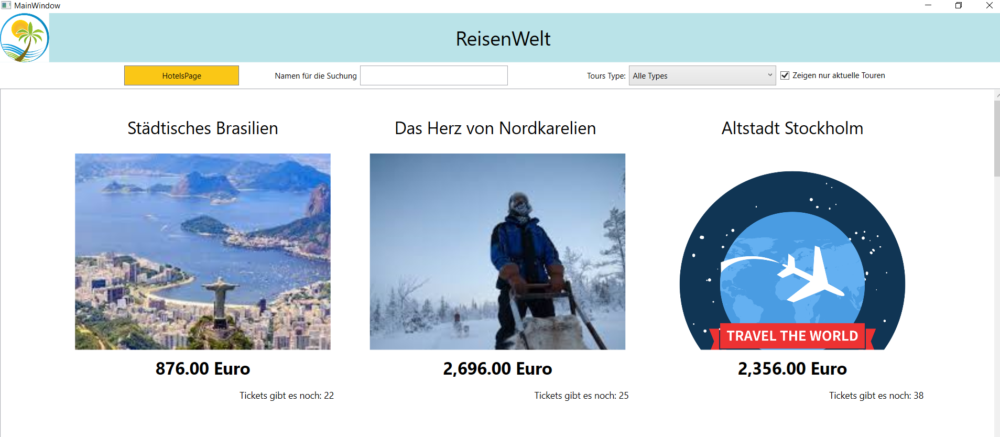 MainWindow
ReisenWelt
HotelsPage
Namen für die Suchung
Tours Type:
Alle Types
Zeigen nur aktuelle Touren
Städtisches Brasilien
Das Herz von Nordkarelien
Altstadt Stockholm
TRAVEL THE WORLD
876.00 Euro
2,696.00 Euro
2,356.00 Euro
Tickets gibt es noch: 22
Tickets gibt es noch: 25
Tickets gibt es noch: 38